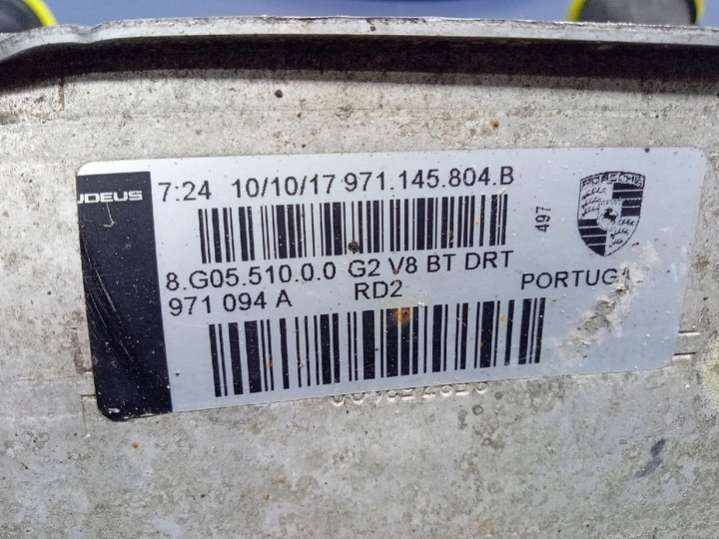 JDEUS
7:24 10/10/17 971.145.804.B
497
8.G05.510.0.0 G2 V8 BT DRT
971 094 A RD2
PORTUGA